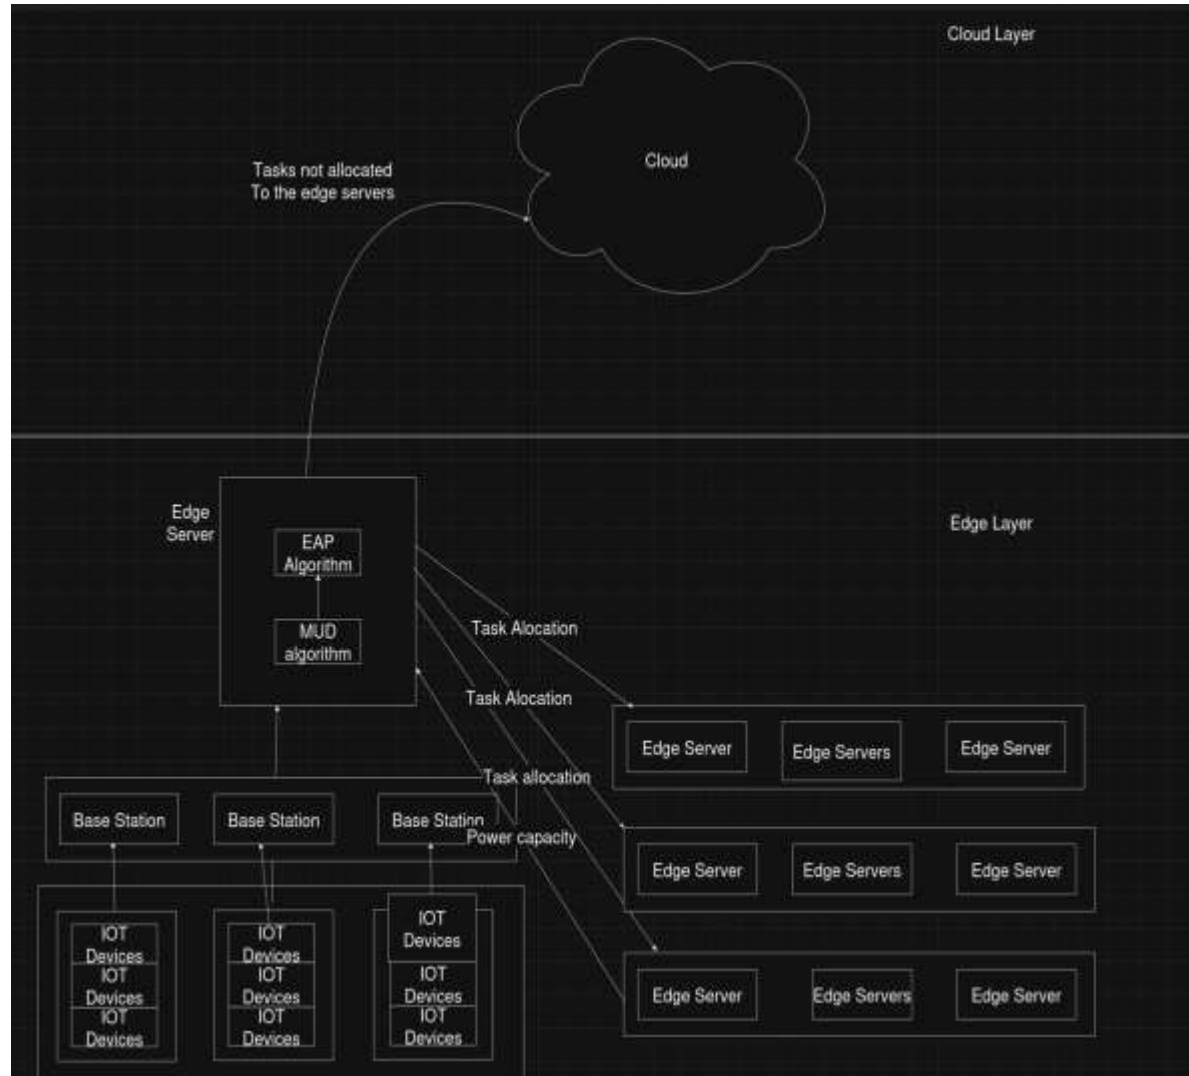 Cloud Layer
Cloud
Tasks not allocated
To the edge servers
Edge
Server
EAP
Algorithm
MUD
algorithm
Edge Layer
Task Alocation
Task Alocation
Task allocation
Power capacity
Edge Server
Edge Servers
Edge Server
Edge Server
Edge Servers
Edge Server
Edge Server
Edge Servers
Edge Server
Base Station
Base Station
Base Station
IOT
Devices
IOT
Devices
IOT
Devices
IOT
Devices
IOT
Devices
IOT
Devices
IOT
Devices
IOT
Devices
IOT
Devices